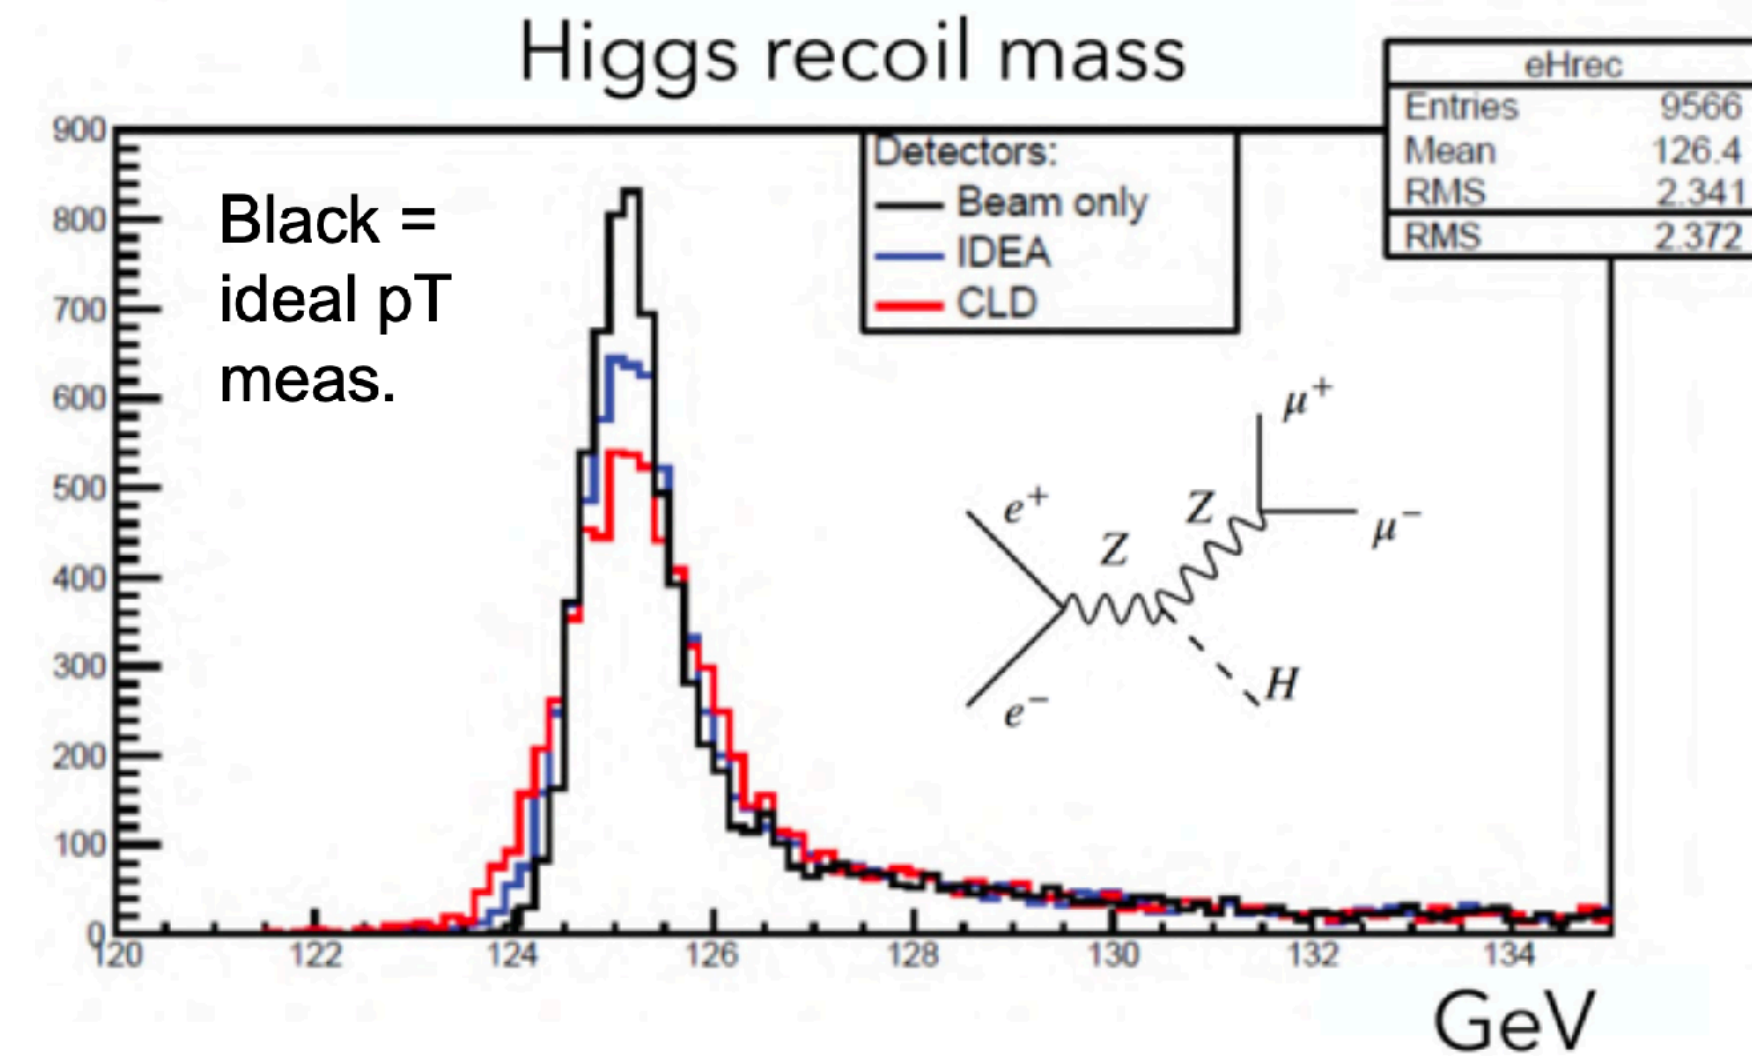 Higgs recoil mass
eHrec
Entries 9566
Mean 126.4
RMS 2.341
RMS 2.372
Detectors:
Beam only
IDEA
CLD
Black =
ideal pT
meas.
900
800
700
600
500
400
300
200
100
0
μ+
e+
Z
Z
μ−
e−
H
120 122 124 126 128 130 132 134
GeV